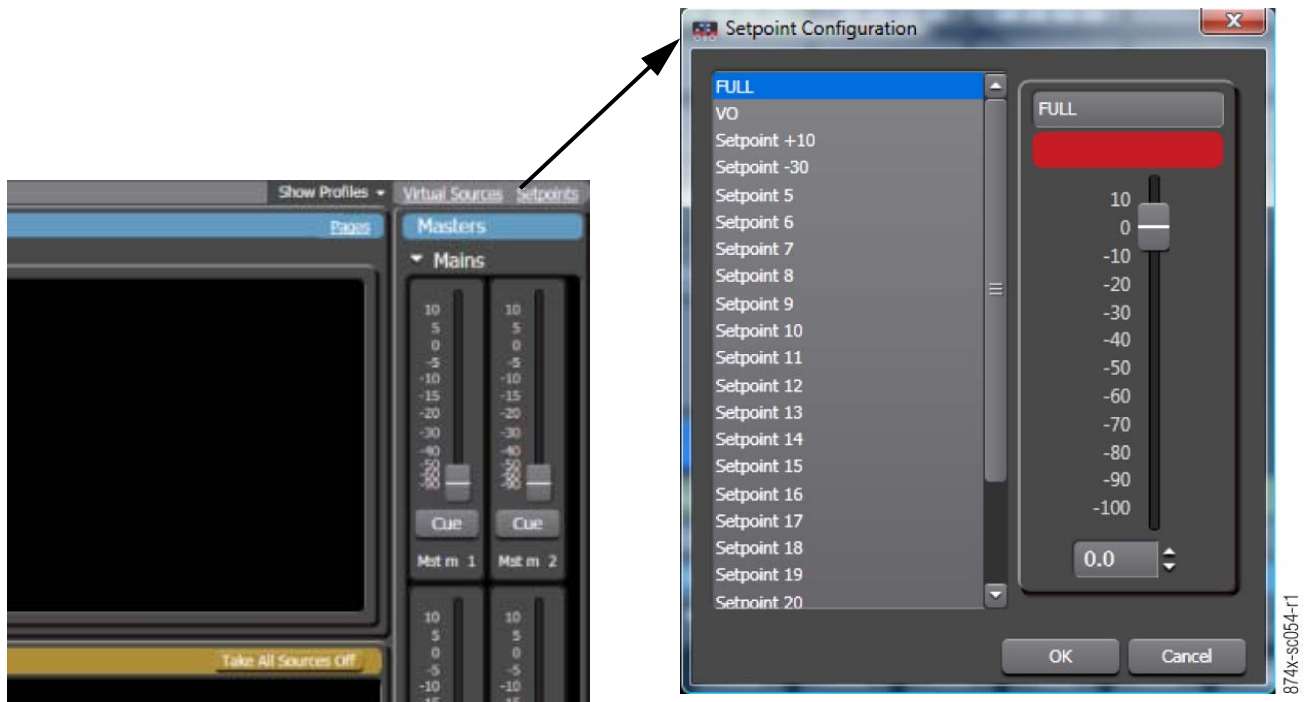 Show Profiles
Virtual Sources
Setpoints
Pages
Masters
Mains
10
5
0
-5
-10
-15
-20
-30
-40
10
5
0
-5
-10
-15
-20
-30
-40
Cue
Cue
Mst m 1
Mst m 2
Take All Sources Off
10
5
0
-5
-10
-15
10
5
0
-5
-10
-15
Setpoint Configuration
FULL
VO
Setpoint +10
Setpoint -30
Setpoint 5
Setpoint 6
Setpoint 7
Setpoint 8
Setpoint 9
Setpoint 10
Setpoint 11
Setpoint 12
Setpoint 13
Setpoint 14
Setpoint 15
Setpoint 16
Setpoint 17
Setpoint 18
Setpoint 19
Setpoint 20
FULL
10
0
-10
-20
-30
-40
-50
-60
-70
-80
-90
-100
0.0
OK
Cancel
874x-sc054-r1